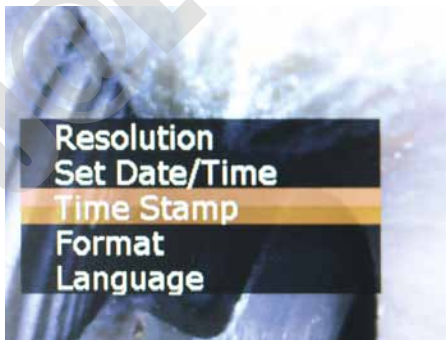 Resolution
Set Date/Time
Time Stamp
Format
Language